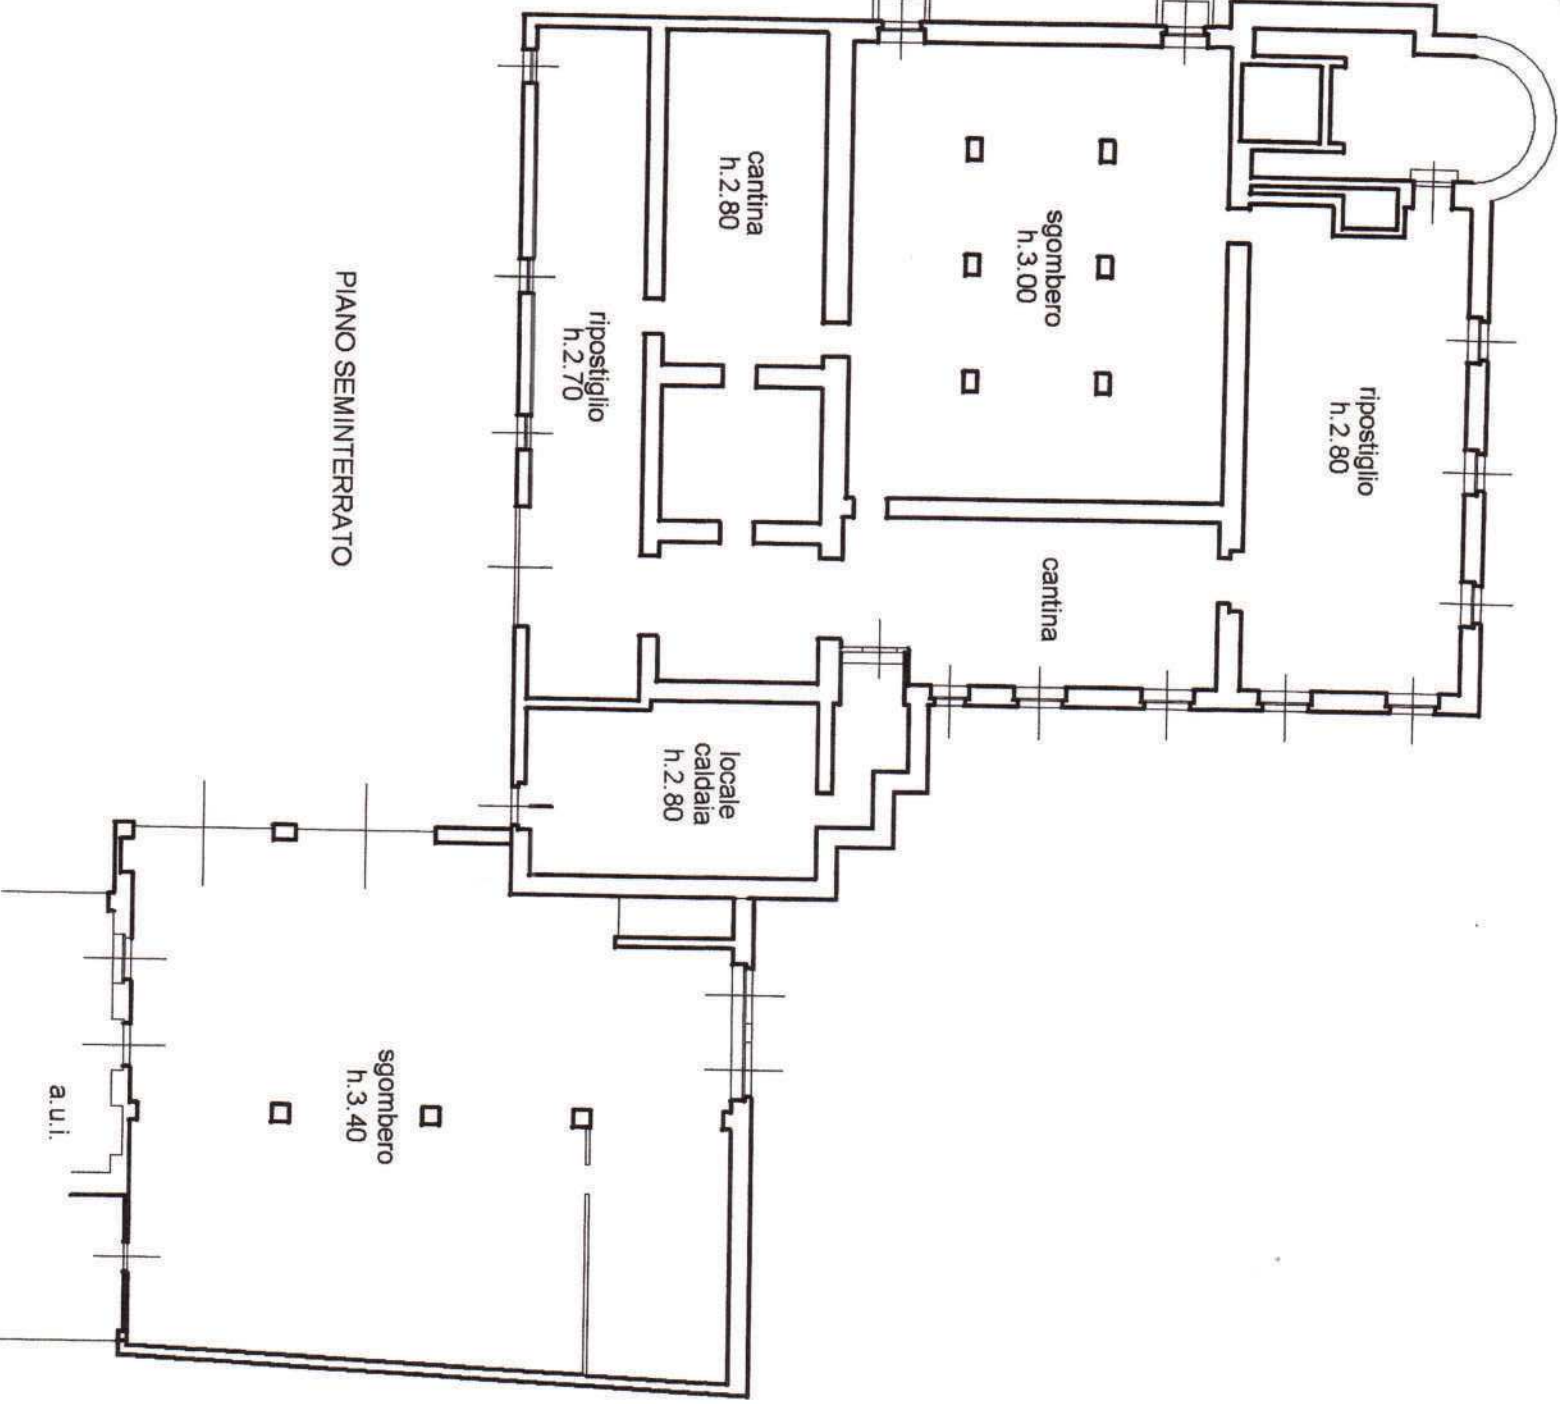 ripostiglio
h.2.80
sgombero
h.3.00
cantina
cantina
h.2.80
ripostiglio
h.2.70
locale
caldaia
h.2.80
PIANO SEMINTERRATO
sgombero
h.3.40
a.u.i.